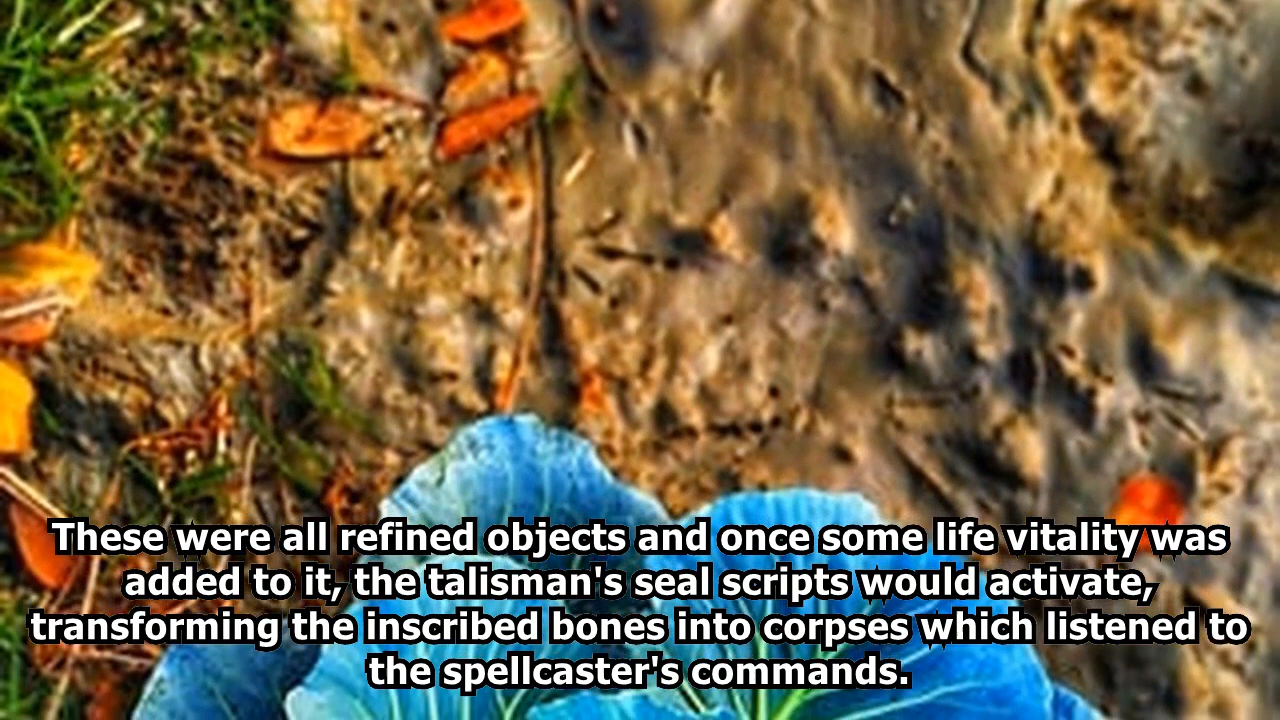 These were all refined objects and once some life vitality was
added to it, the talisman's seal scripts would activate,
transforming the inscribed bones into corpses which listened to
the spellcaster's commands.